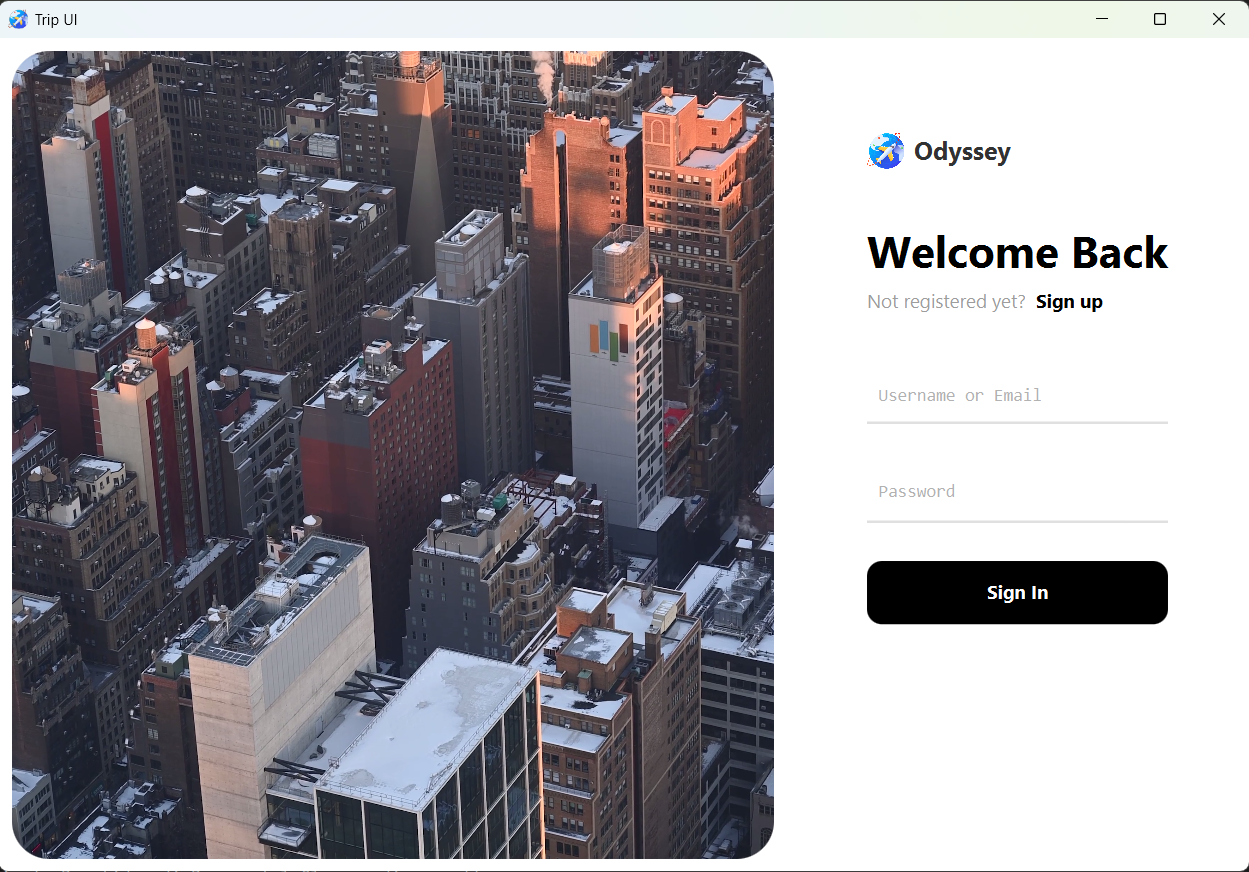 Trip UI
Odyssey
Welcome Back
Not registered yet? Sign up
Username or Email
Password
Sign In